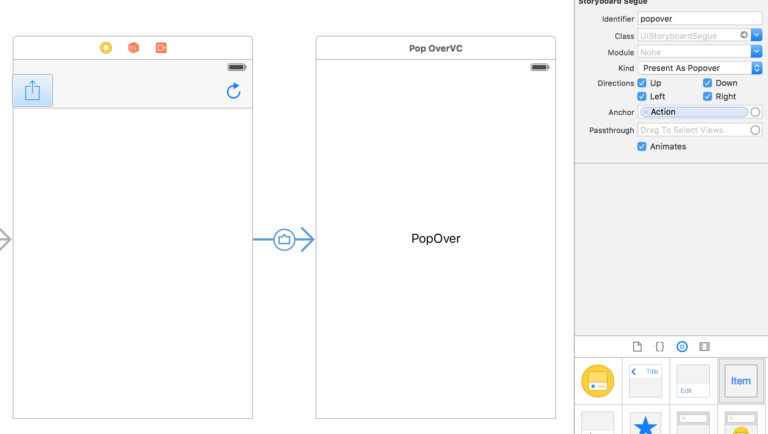 Pop OverVC
PopOver
Storyboard Segue
Identifier popover
Class UIStoryboardSegue
Module None
Kind Present As Popover
Directions Up Down
Left Right
Anchor Action
Passthrough Drag To Select Views
Animates
Title
Edit
Item